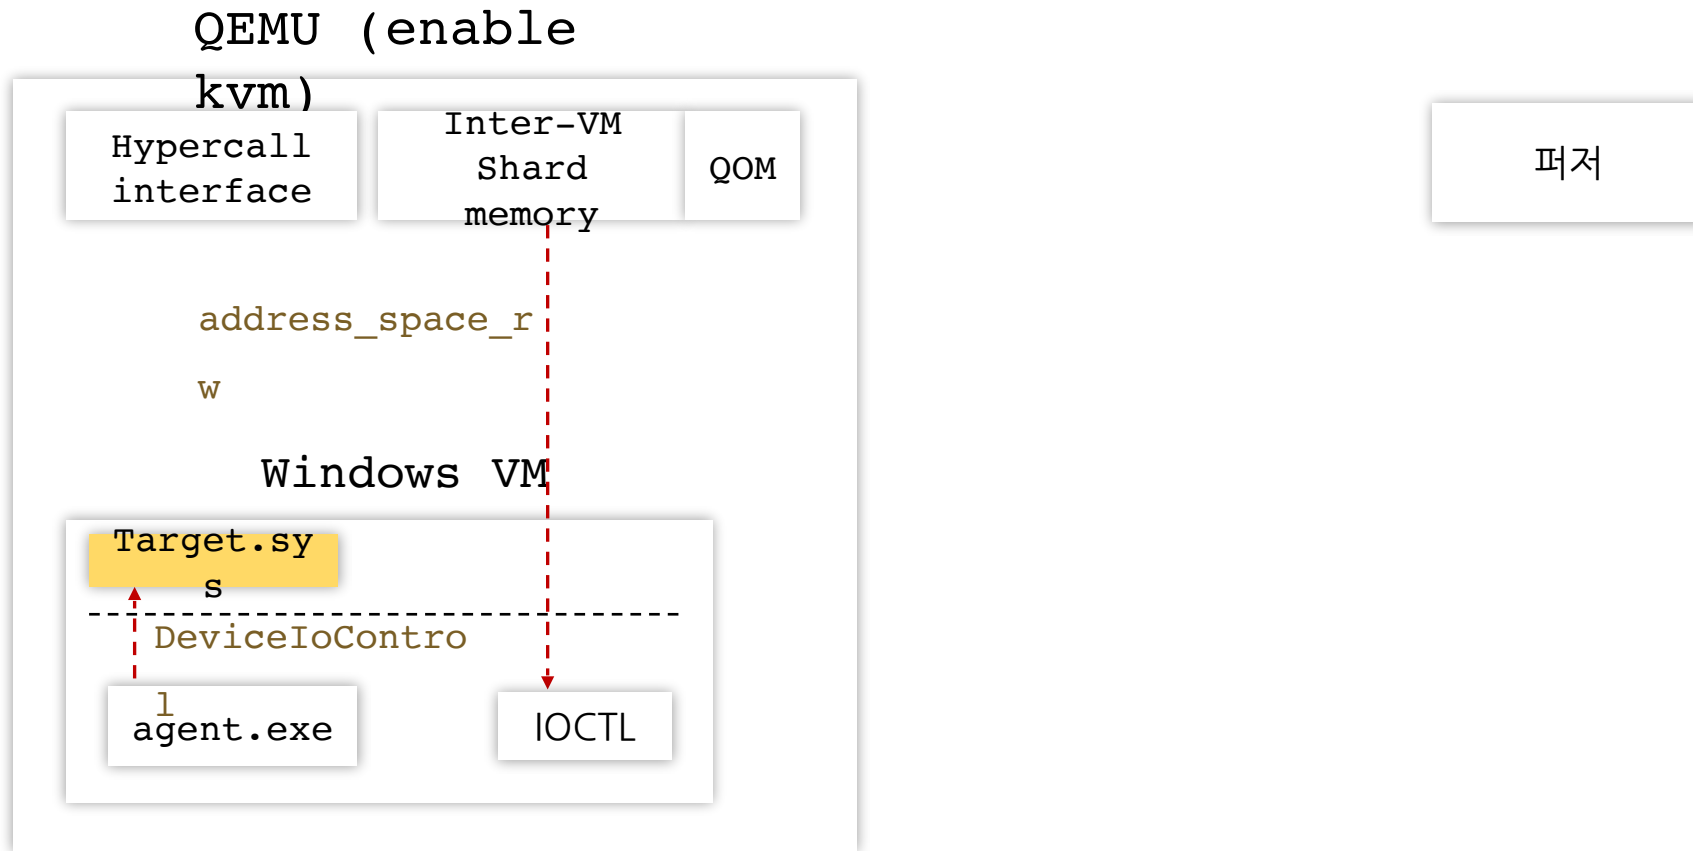 QEMU (enable
kvm)
Hypercall
interface
Inter-VM
Shard
memory
QOM
퍼저
address_space_r
w
Windows VM
Target.sy
s
DeviceIoContro
l
agent.exe
IOCTL